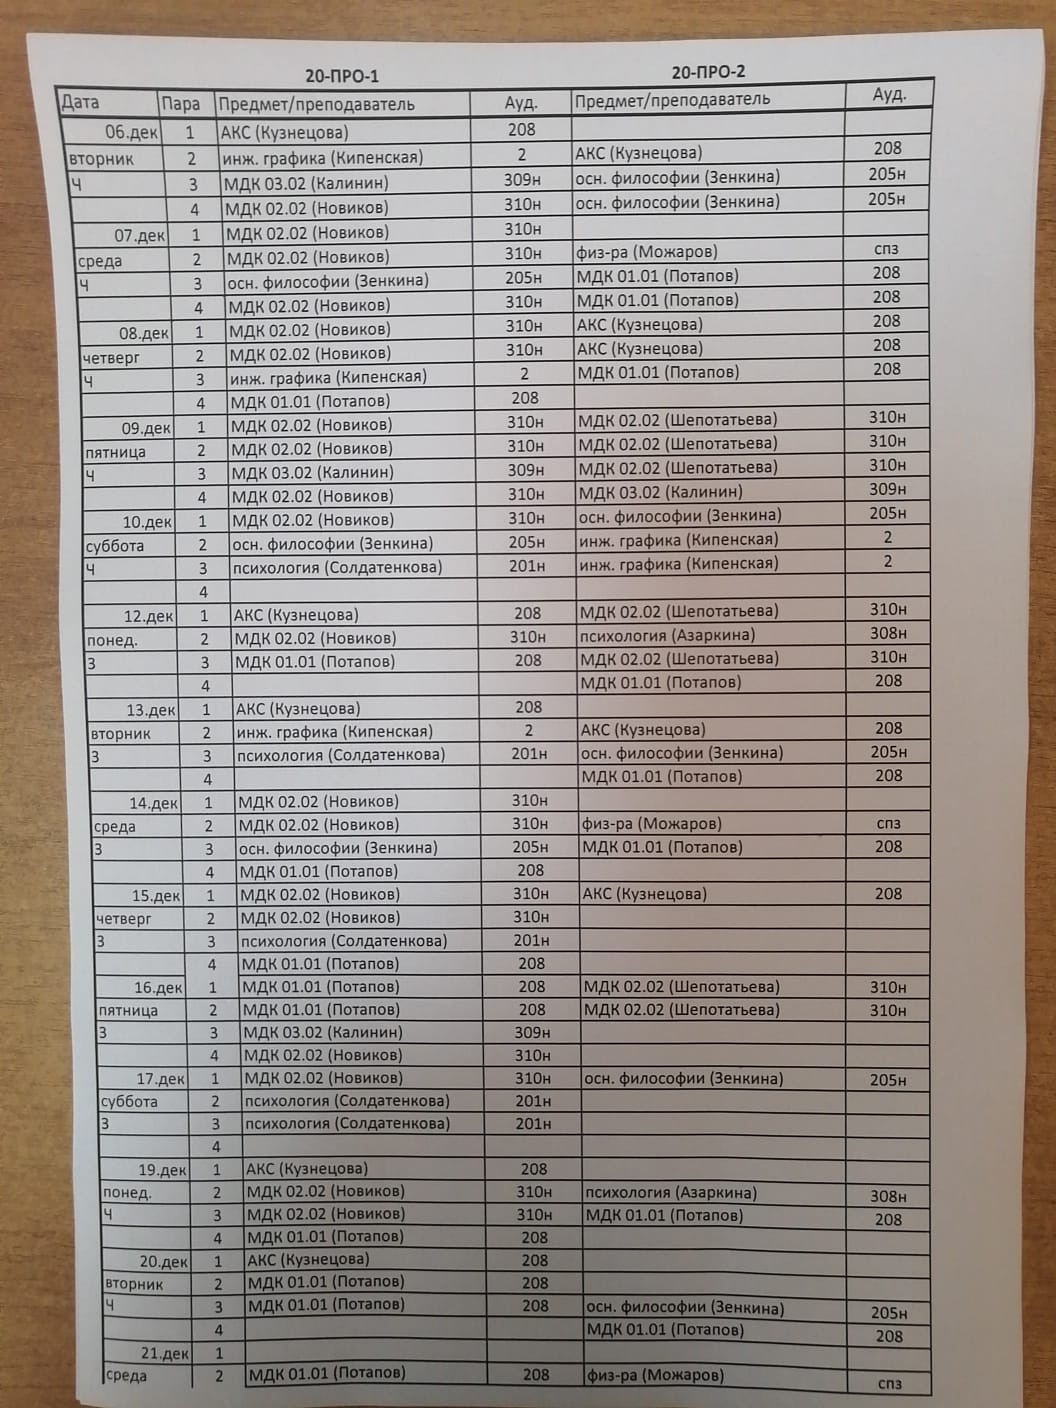 20-ПРО-1 20-ПРО-2
Дата Пара Предмет/преподаватель Ауд. Предмет/преподаватель Ауд.
06.дек 1 АКС (Кузнецова) 208
вторник 2 инж. графика (Кипенская) 2 АКС (Кузнецова) 208
Ч 3 МДК 03.02 (Калинин) 309н осн. философии (Зенкина) 205н
4 МДК 02.02 (Новиков) 310н осн. философии (Зенкина) 205н
07.дек 1 МДК 02.02 (Новиков) 310н
среда 2 МДК 02.02 (Новиков) 310н физ-ра (Можаров) спз
Ч 3 осн. философии (Зенкина) 205н МДК 01.01 (Потапов) 208
4 МДК 02.02 (Новиков) 310н МДК 01.01 (Потапов) 208
08.дек 1 МДК 02.02 (Новиков) 310н АКС (Кузнецова) 208
четверг 2 МДК 02.02 (Новиков) 310н АКС (Кузнецова) 208
Ч 3 инж. графика (Кипенская) 2 МДК 01.01 (Потапов) 208
4 МДК 01.01 (Потапов) 208
09.дек 1 МДК 02.02 (Новиков) 310н МДК 02.02 (Шепотатьева) 310н
пятница 2 МДК 02.02 (Новиков) 310н МДК 02.02 (Шепотатьева) 310н
Ч 3 МДК 03.02 (Калинин) 309н МДК 02.02 (Шепотатьева) 310н
4 МДК 02.02 (Новиков) 310н МДК 03.02 (Калинин) 309н
10.дек 1 МДК 02.02 (Новиков) 310н осн. философии (Зенкина) 205н
суббота 2 осн. философии (Зенкина) 205н инж. графика (Кипенская) 2
Ч 3 психология (Солдатенкова) 201н инж. графика (Кипенская) 2
4
12.дек 1 АКС (Кузнецова) 208 МДК 02.02 (Шепотатьева) 310н
понед. 2 МДК 02.02 (Новиков) 310н психология (Азаркина) 308н
З 3 МДК 01.01 (Потапов) 208 МДК 02.02 (Шепотатьева) 310н
4 МДК 01.01 (Потапов) 208
13.дек 1 АКС (Кузнецова) 208
вторник 2 инж. графика (Кипенская) 2 АКС (Кузнецова) 208
З 3 психология (Солдатенкова) 201н осн. философии (Зенкина) 205н
4 МДК 01.01 (Потапов) 208
14.дек 1 МДК 02.02 (Новиков) 310н
среда 2 МДК 02.02 (Новиков) 310н физ-ра (Можаров) спз
З 3 осн. философии (Зенкина) 205н МДК 01.01 (Потапов) 208
4 МДК 01.01 (Потапов) 208
15.дек 1 МДК 02.02 (Новиков) 310н АКС (Кузнецова) 208
четверг 2 МДК 02.02 (Новиков) 310н
З 3 психология (Солдатенкова) 201н
4 МДК 01.01 (Потапов) 208
16.дек 1 МДК 01.01 (Потапов) 208 МДК 02.02 (Шепотатьева) 310н
пятница 2 МДК 01.01 (Потапов) 208 МДК 02.02 (Шепотатьева) 310н
З 3 МДК 03.02 (Калинин) 309н
4 МДК 02.02 (Новиков) 310н
17.дек 1 МДК 02.02 (Новиков) 310н осн. философии (Зенкина) 205н
суббота 2 психология (Солдатенкова) 201н
З 3 психология (Солдатенкова) 201н
4
19.дек 1 АКС (Кузнецова) 208
понед. 2 МДК 02.02 (Новиков) 310н психология (Азаркина) 308н
Ч 3 МДК 02.02 (Новиков) 310н МДК 01.01 (Потапов) 208
4 МДК 01.01 (Потапов) 208
20.дек 1 АКС (Кузнецова) 208
вторник 2 МДК 01.01 (Потапов) 208
Ч 3 МДК 01.01 (Потапов) 208 осн. философии (Зенкина) 205н
4 МДК 01.01 (Потапов) 208
21.дек 1
среда 2 МДК 01.01 (Потапов) 208 физ-ра (Можаров) спз